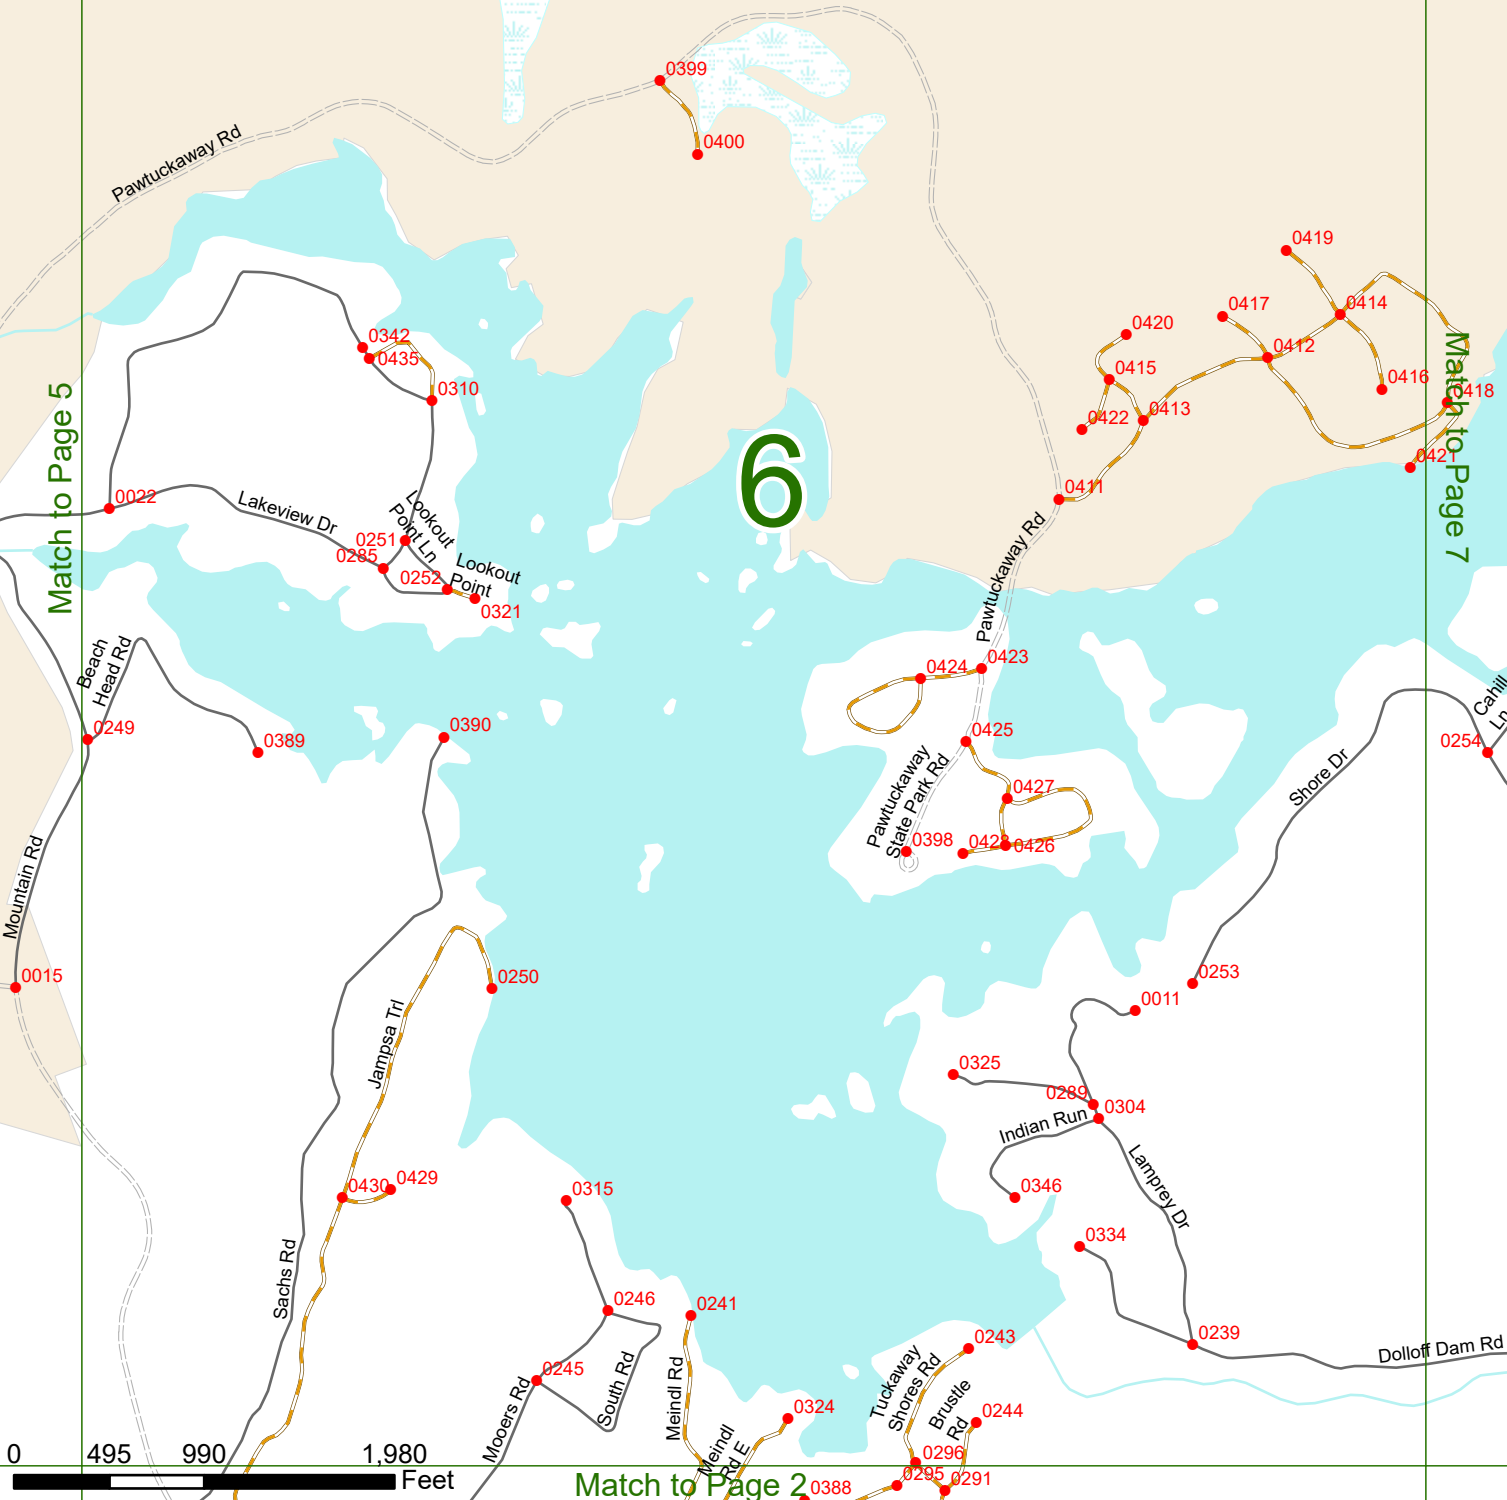 0399
0400
Pawtuckaway Rd
0419
0417
0414
0420
0342
0435
0412
0415
0416
0310
0418
0422
0413
Match to Page 5
Match to Page 7
6
0421
0022
0411
Lakeview Dr
Lookout
Point Ln
0251
0285
0252
Lookout
Point
0321
Pawtuckaway Rd
Beach
Head Rd
0423
0424
0249
0389
0390
0425
Cahill
Ln
0254
Shore Dr
Pawtuckaway
State Park Rd
0427
0398
0428
0426
Mountain Rd
0015
0250
0253
0011
Jampsa Trl
0325
0289
0304
Indian Run
Lamprey Dr
0430
0429
0315
0346
0334
Sachs Rd
0246
0241
0239
0243
Dolloff Dam Rd
0245
South Rd
Meindl Rd
Tuckaway
Shores Rd
Brustle
Rd
Mooers Rd
0324
0244
Meindl
Rd E
0296
0295
0291
0388
0
495
990
1,980
Feet
Match to Page 2